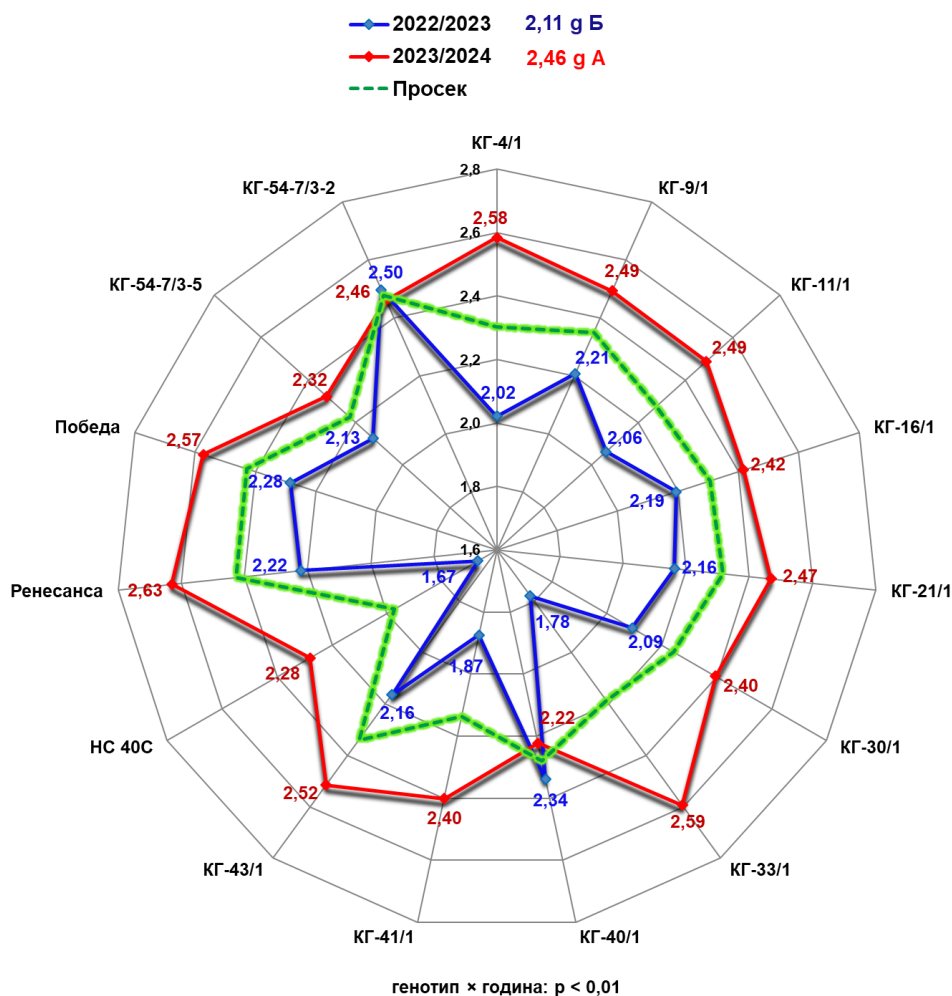 2022/2023 2,11 g Б
2023/2024 2,46 g А
Просек
КГ-4/1
КГ-54-7/3-2
КГ-9/1
2,8
2,58
2,6
2,50
2,49
КГ-54-7/3-5
КГ-11/1
2,46
2,4
2,49
2,2
2,21
2,32
2,02
2,0
Победа
КГ-16/1
2,57
2,13
2,06
2,42
2,28
1,8
2,19
1,6
2,22
1,67
2,16
2,47
Ренесанса
2,63
КГ-21/1
1,78
2,09
2,28
1,87
2,40
2,16
2,22
НС 40С
КГ-30/1
2,52
2,34
2,40
2,59
КГ-43/1
КГ-33/1
КГ-41/1
КГ-40/1
генотип × година: p < 0,01